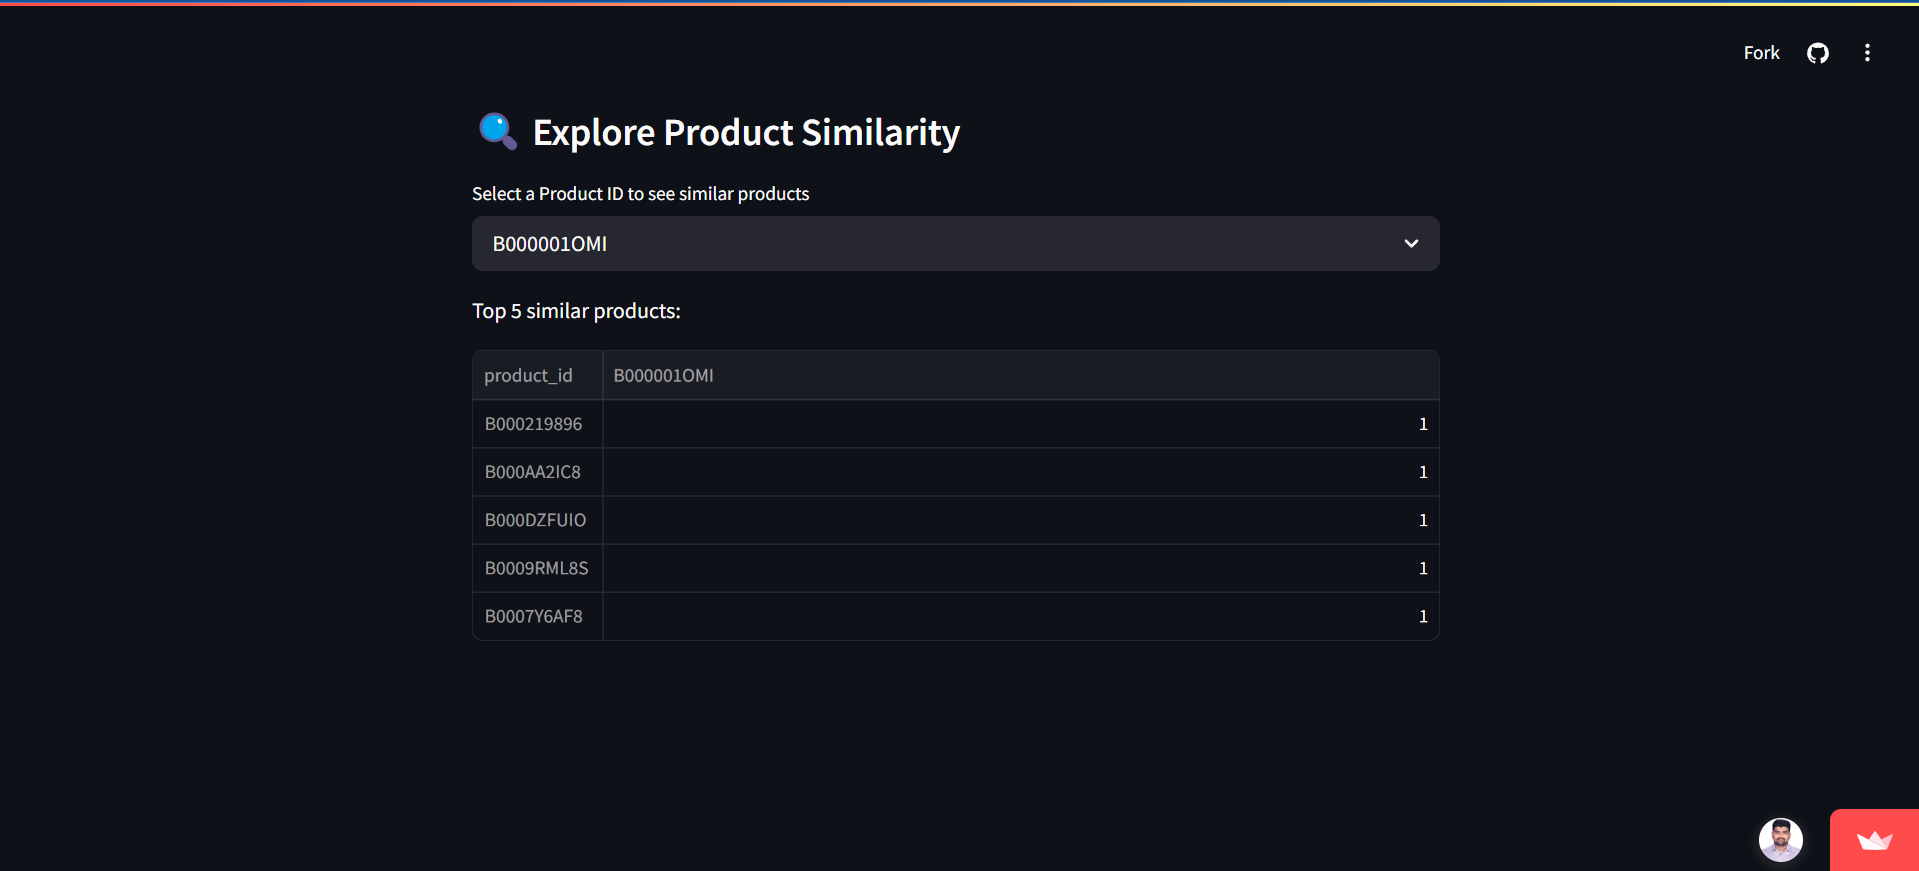 Fork
Explore Product Similarity
Select a Product ID to see similar products
B000001OMI
Top 5 similar products:
product_id B000001OMI
B000219896 1
B000AA2IC8 1
B000DZFUIO 1
B0009RML8S 1
B0007Y6AF8 1